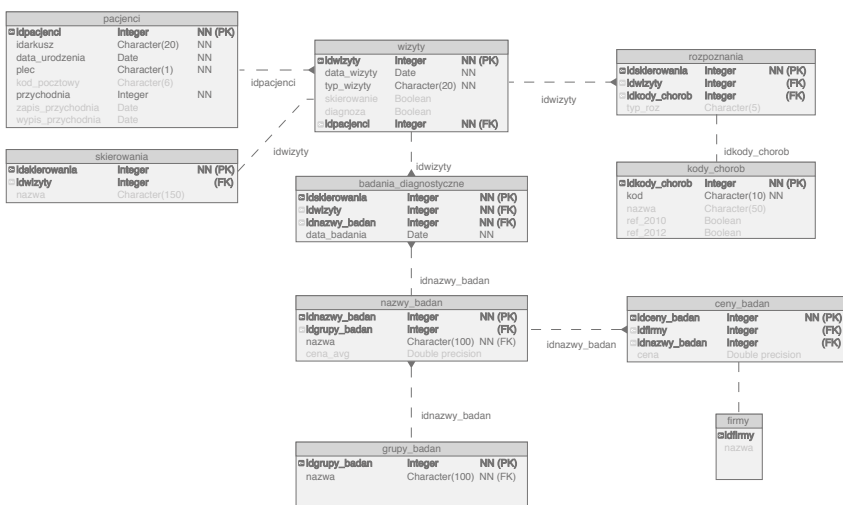 pacjenci
idpacjenci Integer NN (PK)
idarkusz Character(20) NN
data_urodzenia Date NN
plec Character(1) NN
kod_pocztowy Character(6)
przychodnia Integer NN
zapis_przychodnia Date
wypis_przychodnia Date
idpacjenci
wizyty
idwizyty Integer NN (PK)
data_wizyty Date NN
typ_wizyty Character(20) NN
skierowanie Boolean
diagnoza Boolean
idpacjenci Integer NN (FK)
idwizyty
rozpoznania
idskierowania Integer NN (PK)
idwizyty Integer (FK)
idkody_chorob Integer (FK)
typ_roz Character(5)
idkody_chorob
idwizyty
skierowania
idskierowania Integer NN (PK)
idwizyty Integer (FK)
nazwa Character(150)
idwizyty
kody_chorob
idkody_chorob Integer NN (PK)
kod Character(10) NN
nazwa Character(50)
ref_2010 Boolean
ref_2012 Boolean
badania_diagnostyczne
idskierowania Integer NN (PK)
idwizyty Integer NN (FK)
idnazwy_badan Integer NN (FK)
data_badania Date NN
idnazwy_badan
nazwy_badan
idnazwy_badan Integer NN (PK)
idgrupy_badan Integer (FK)
nazwa Character(100) NN (FK)
cena_avg Double precision
idnazwy_badan
ceny_badan
idceny_badan Integer NN (PK)
idfirmy Integer (FK)
idnazwy_badan Integer (FK)
cena Double precision
idnazwy_badan
firmy
idfirmy
nazwa
grupy_badan
idgrupy_badan Integer NN (PK)
nazwa Character(100) NN (FK)